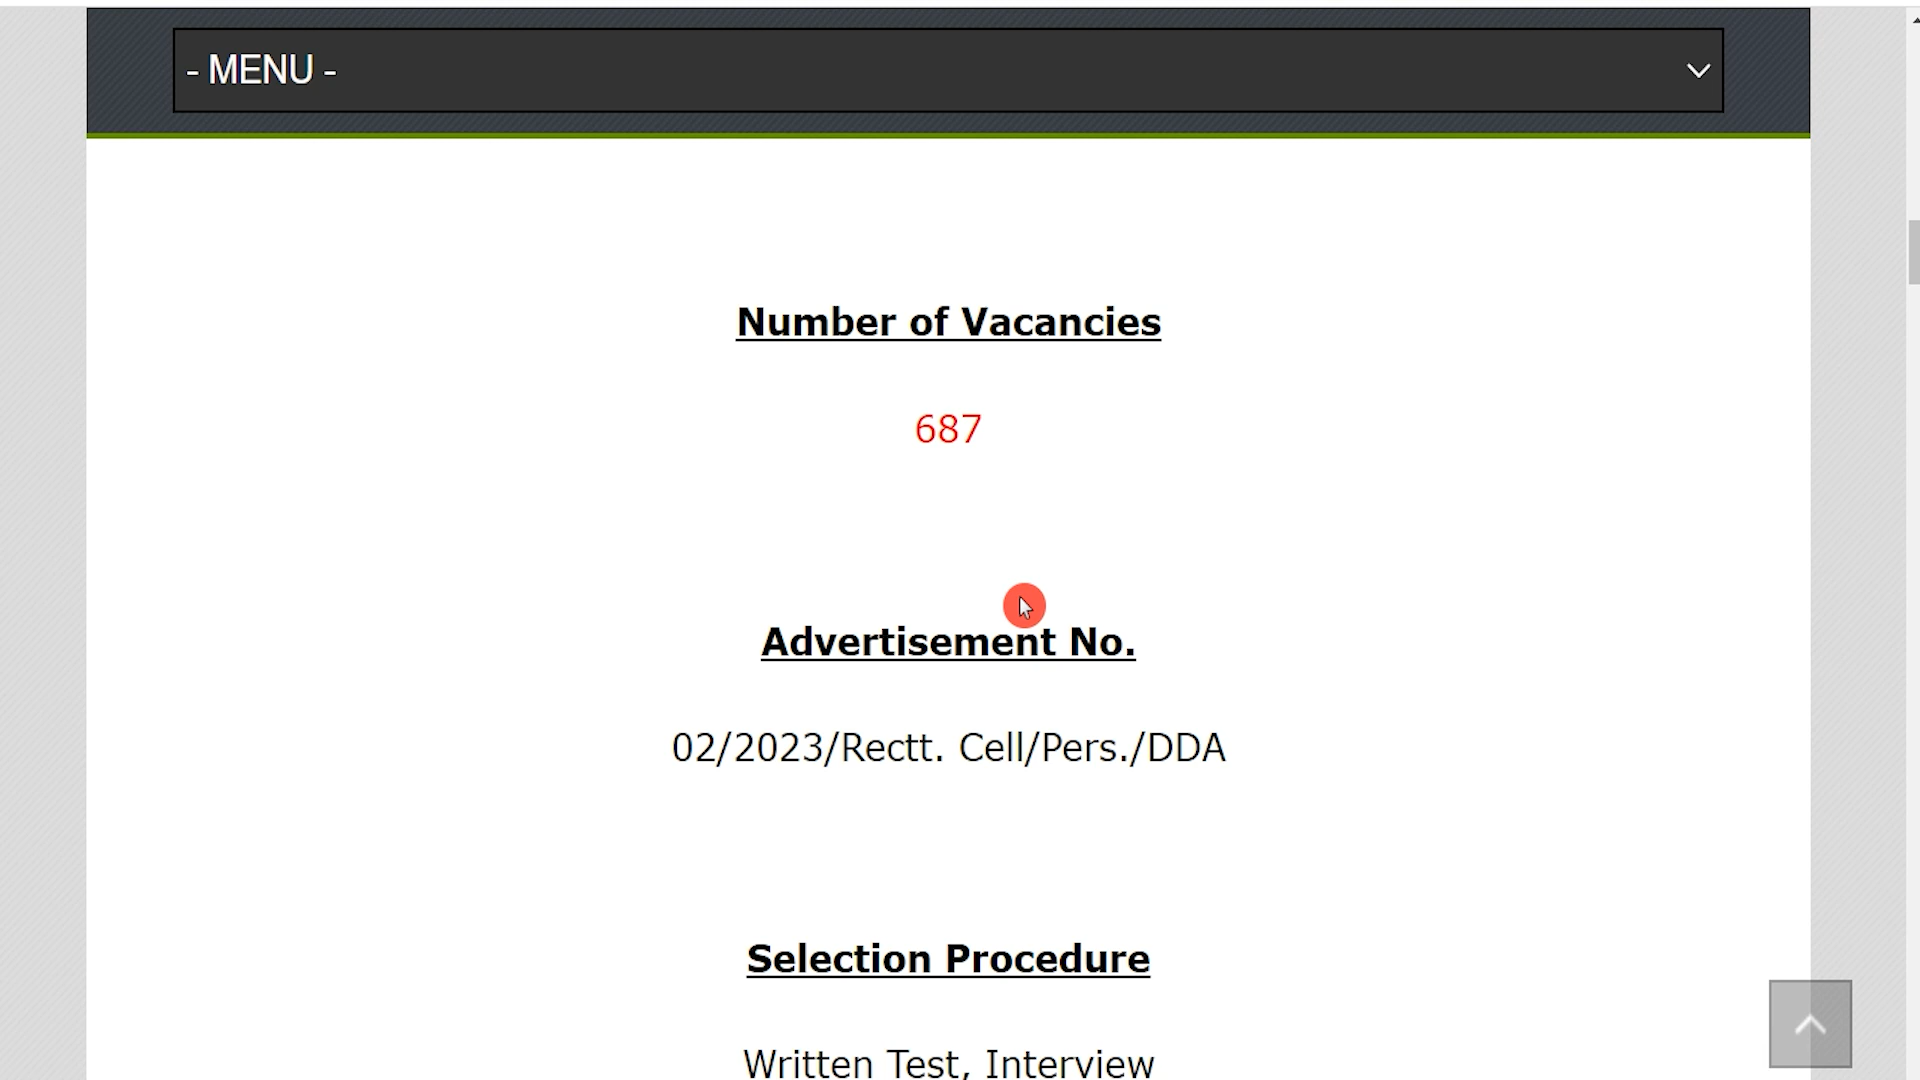 - MENU -
Number of Vacancies
687
Advertisement No.
02/2023/Rectt. Cell/Pers./DDA
Selection Procedure
Written Test, Interview